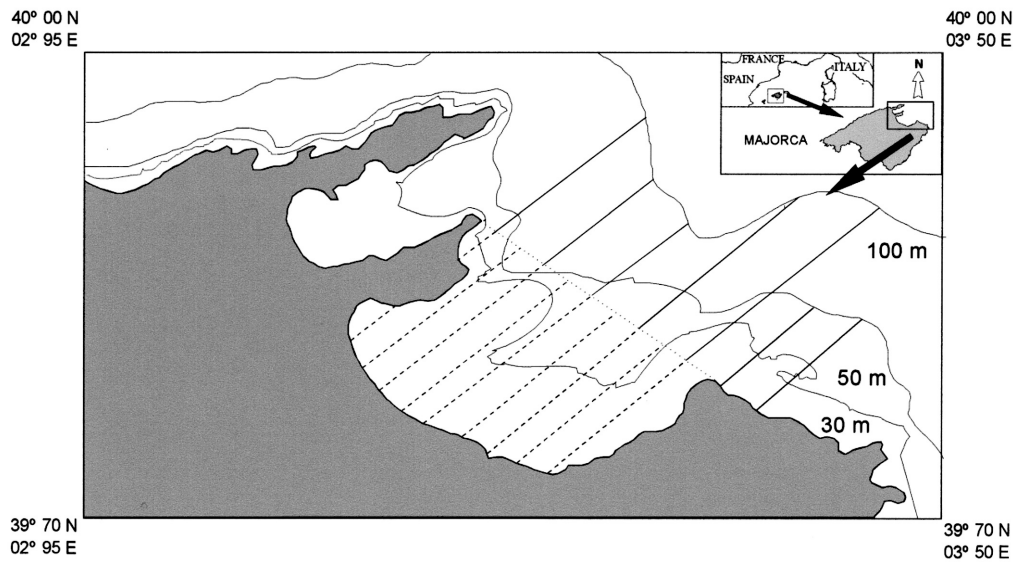 40º 00 N
02º 95 E
40º 00 N
03º 50 E
FRANCE
ITALY
SPAIN
N
MAJORCA
100 m
50 m
30 m
39º 70 N
02º 95 E
39º 70 N
03º 50 E